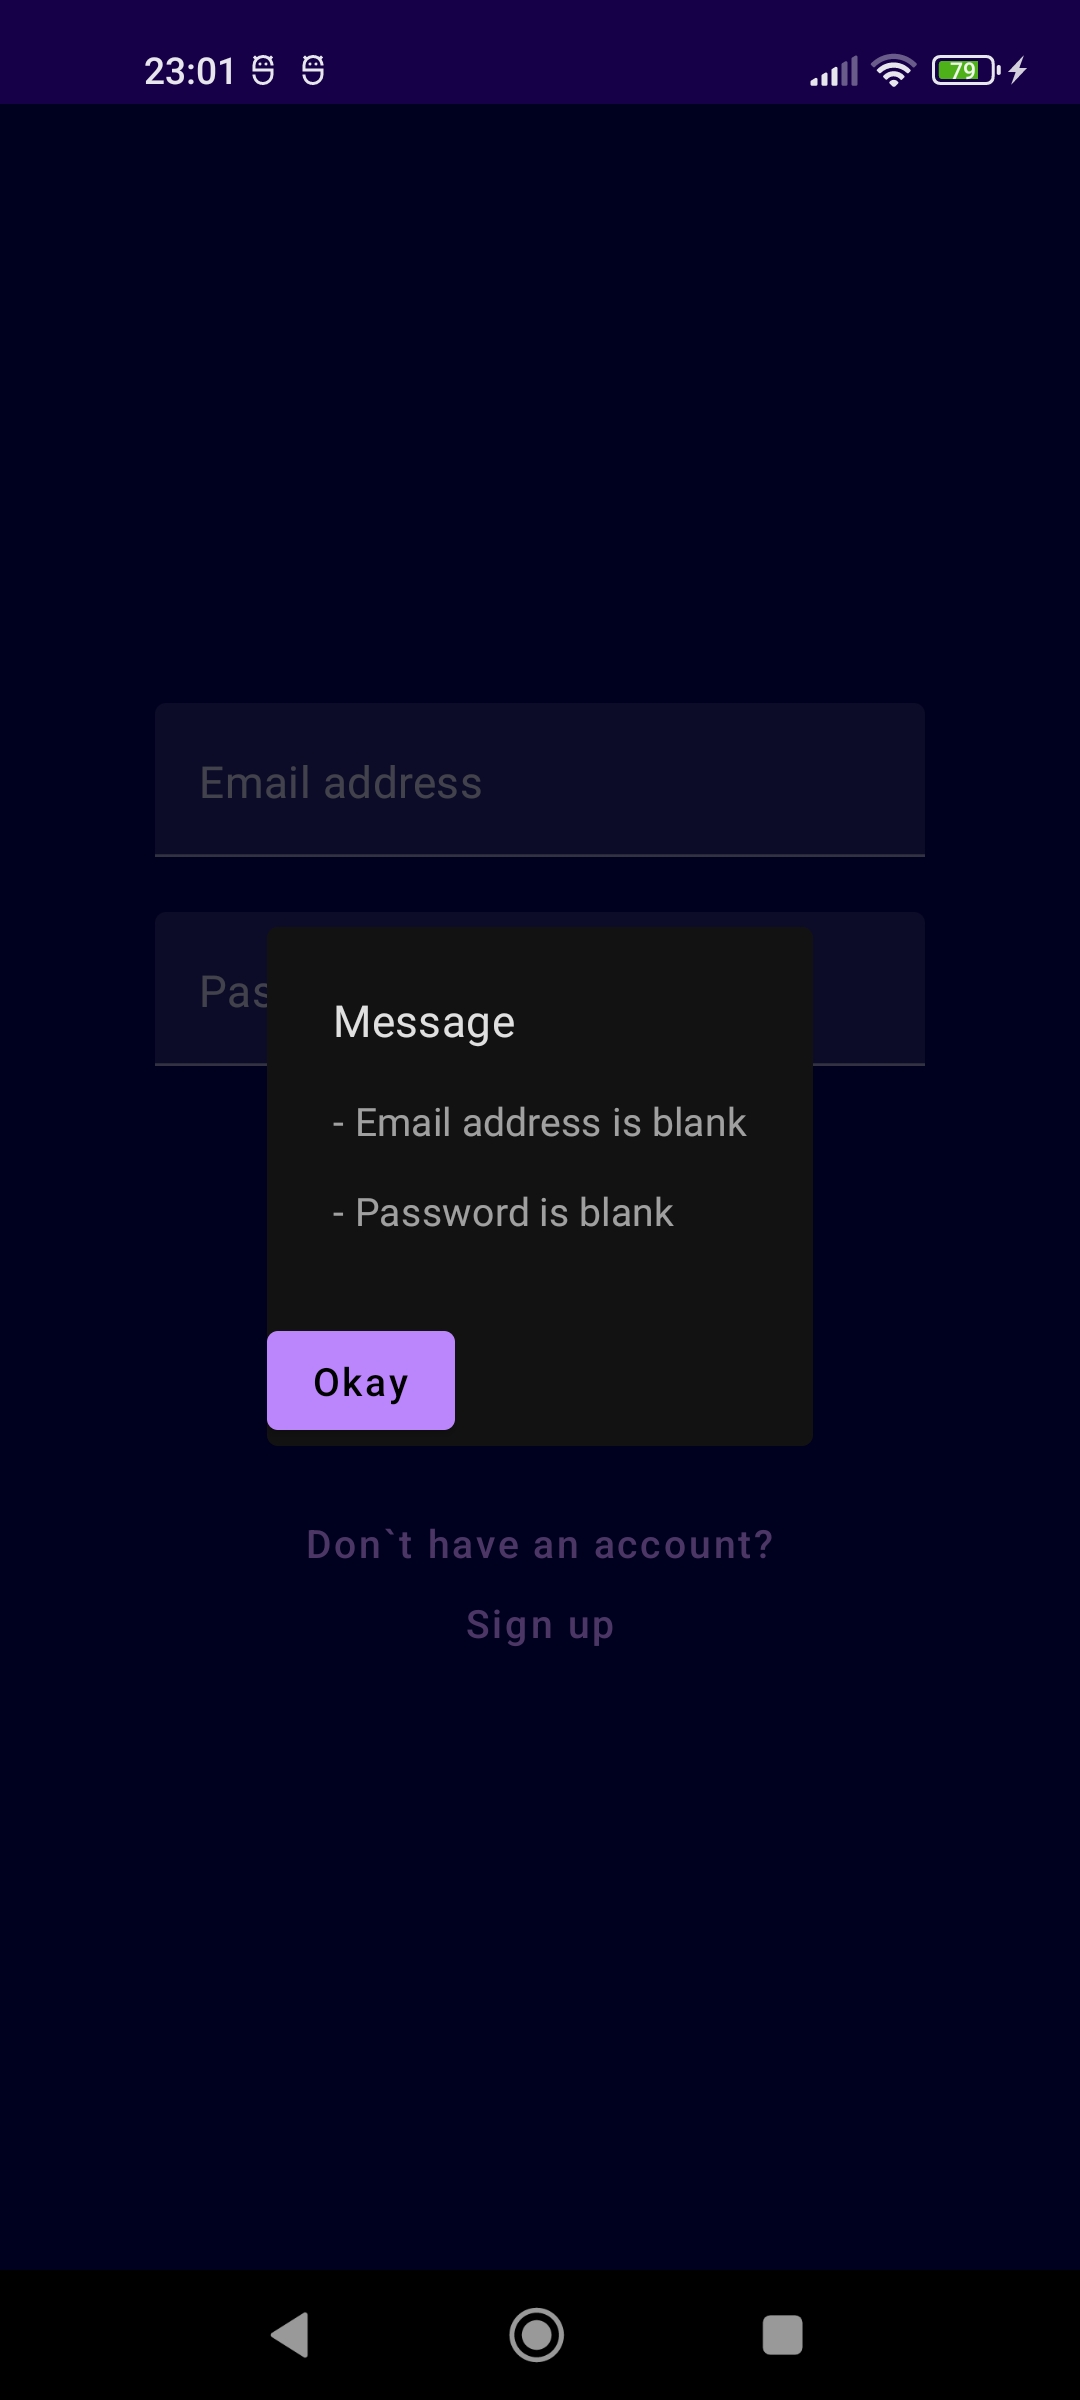 23:01
79
Email address
Pas
Message
- Email address is blank
- Password is blank
Okay
Don`t have an account?
Sign up